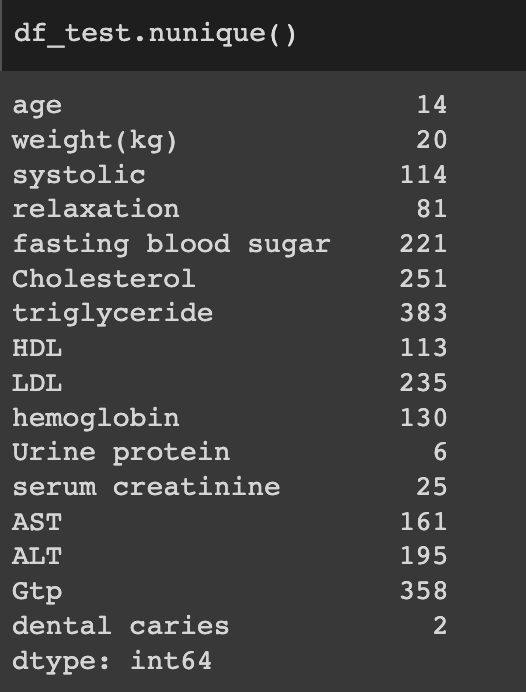 df_test.nunique()
age 14
weight(kg) 20
systolic 114
relaxation 81
fasting blood sugar 221
Cholesterol 251
triglyceride 383
HDL 113
LDL 235
hemoglobin 130
Urine protein 6
serum creatinine 25
AST 161
ALT 195
Gtp 358
dental caries 2
dtype: int64